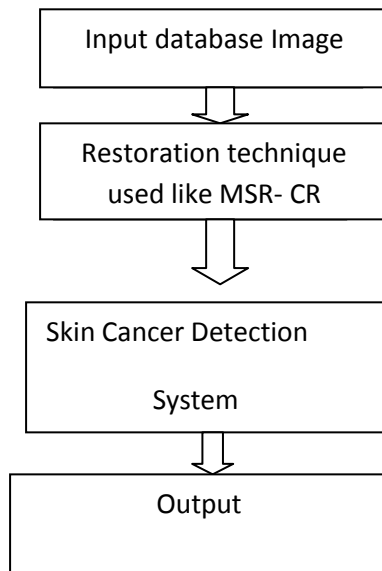 Input database Image
Restoration technique
used like MSR- CR
Skin Cancer Detection
System
Output